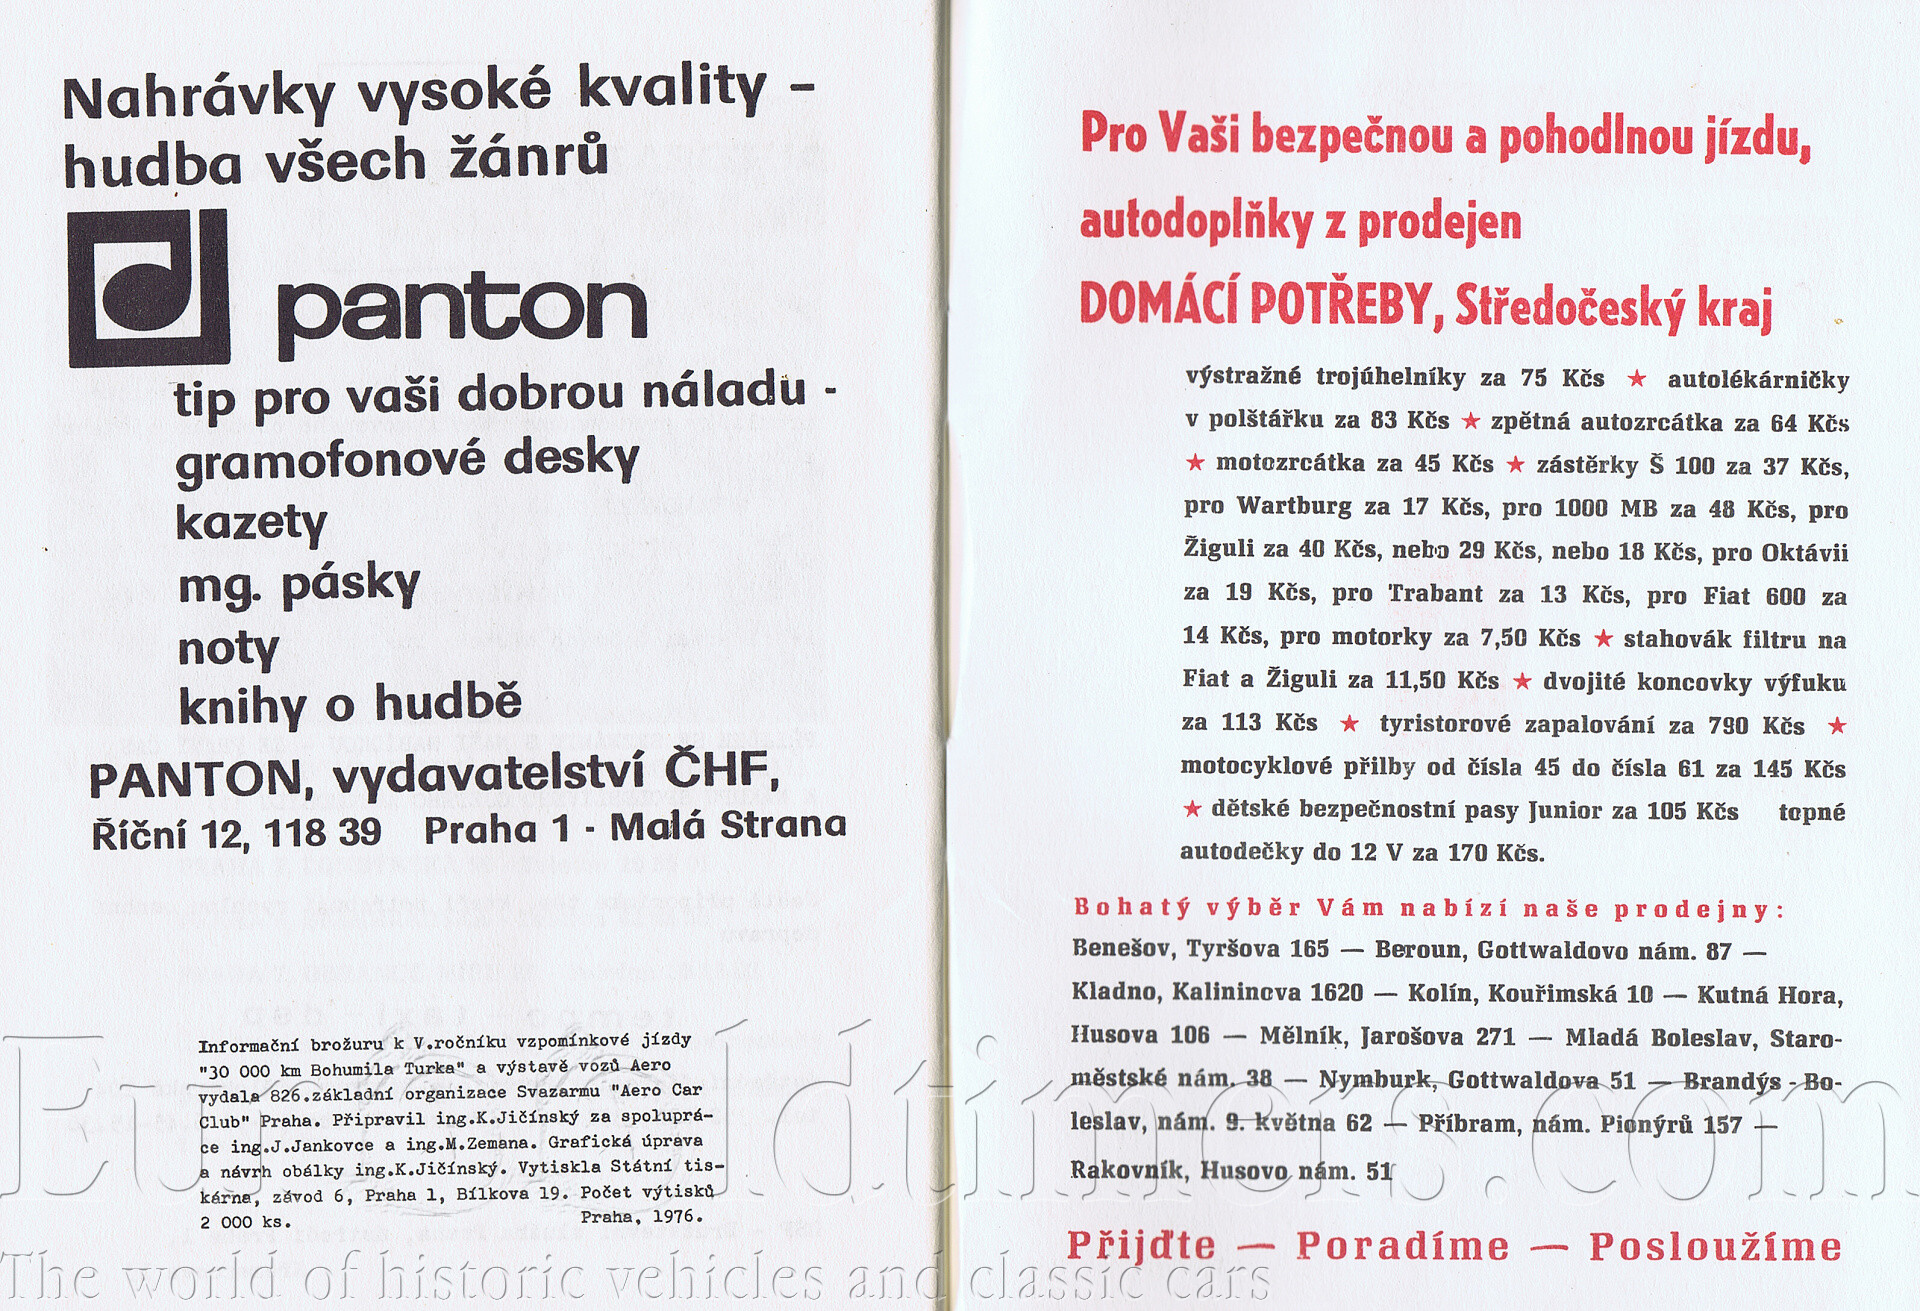 Nahrávky vysoké kvality –
hudba všech žánrů
panton
tip pro vaši dobrou náladu -
gramofonové desky
kazety
mg. pásky
noty
knihy o hudbě
PANTON, vydavatelství ČHF,
Říční 12, 118 39 Praha 1 - Malá Strana
Informační brožuru k V.ročníku vzpomínkové jízdy
"30 000 km Bohumila Turka" a výstavě vozů Aero
vydala 826.základní organizace Svazarmu "Aero Car
Club" Praha. Připravil ing.K.Jičínský za spoluprá-
ce ing.J.Jankovce a ing.M.Zemana. Grafická úprava
a návrh obálky ing.K.Jičínský. Vytiskla Státní tis-
kárna, závod 6, Praha 1, Bílkova 19. Počet výtisků
2 000 ks. Praha, 1976.
Pro Vaši bezpečnou a pohodlnou jízdu,
autodoplňky z prodejen
DOMÁCÍ POTŘEBY, Středočeský kraj
výstražné trojúhelníky za 75 Kčs ★ autolékárničky
v polštářku za 83 Kčs ★ zpětná autozrcátka za 64 Kčs
★ motozrcátka za 45 Kčs ★ zástěrky Š 100 za 37 Kčs,
pro Wartburg za 17 Kčs, pro 1000 MB za 48 Kčs, pro
Žiguli za 40 Kčs, nebo 29 Kčs, nebo 18 Kčs, pro Oktávii
za 19 Kčs, pro Trabant za 13 Kčs, pro Fiat 600 za
14 Kčs, pro motorky za 7,50 Kčs ★ stahovák filtru na
Fiat a Žiguli za 11,50 Kčs ★ dvojité koncovky výfuku
za 113 Kčs ★ tyristorové zapalování za 790 Kčs ★
motocyklové přilby od čísla 45 do čísla 61 za 145 Kčs
★ dětské bezpečnostní pasy Junior za 105 Kčs topné
autodečky do 12 V za 170 Kčs.
Bohatý výběr Vám nabízí naše prodejny:
Benešov, Tyršova 165 — Beroun, Gottwaldovo nám. 87 —
Kladno, Kalininova 1620 — Kolín, Kouřimská 10 — Kutná Hora,
Husova 106 — Mělník, Jarošova 271 — Mladá Boleslav, Staro-
městské nám. 38 — Nymburk, Gottwaldova 51 — Brandýs - Bo-
leslav, nám. 9. května 62 — Příbram, nám. Pionýrů 157 —
Rakovník, Husovo nám. 51
Přijďte — Poradíme — Posloužíme
Eurooldtimers.com
The world of historic vehicles and classic cars